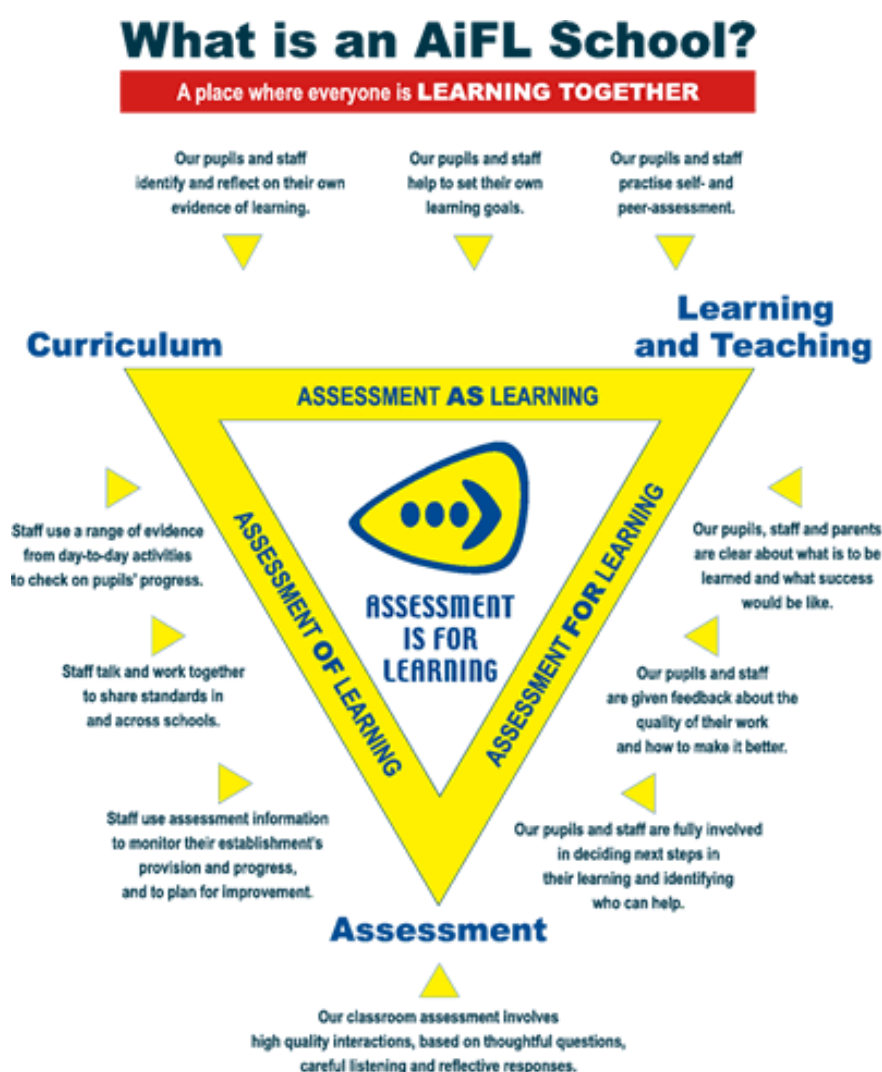 What is an AiFL School?
A place where everyone is LEARNING TOGETHER
Our pupils and staff
identify and reflect on their own
evidence of learning.
Our pupils and staff
help to set their own
learning goals.
Our pupils and staff
practise self- and
peer-assessment.
Curriculum
Learning
and Teaching
ASSESSMENT AS LEARNING
ASSESSMENT OF LEARNING
ASSESSMENT FOR LEARNING
ASSESSMENT
IS FOR
LEARNING
Staff use a range of evidence
from day-to-day activities
to check on pupils' progress.
Staff talk and work together
to share standards in
and across schools.
Staff use assessment information
to monitor their establishment's
provision and progress,
and to plan for improvement.
Our pupils, staff and parents
are clear about what is to be
learned and what success
would be like.
Our pupils and staff
are given feedback about the
quality of their work
and how to make it better.
Our pupils and staff are fully involved
in deciding next steps in
their learning and identifying
who can help.
Assessment
Our classroom assessment involves
high quality interactions, based on thoughtful questions,
careful listening and reflective responses.